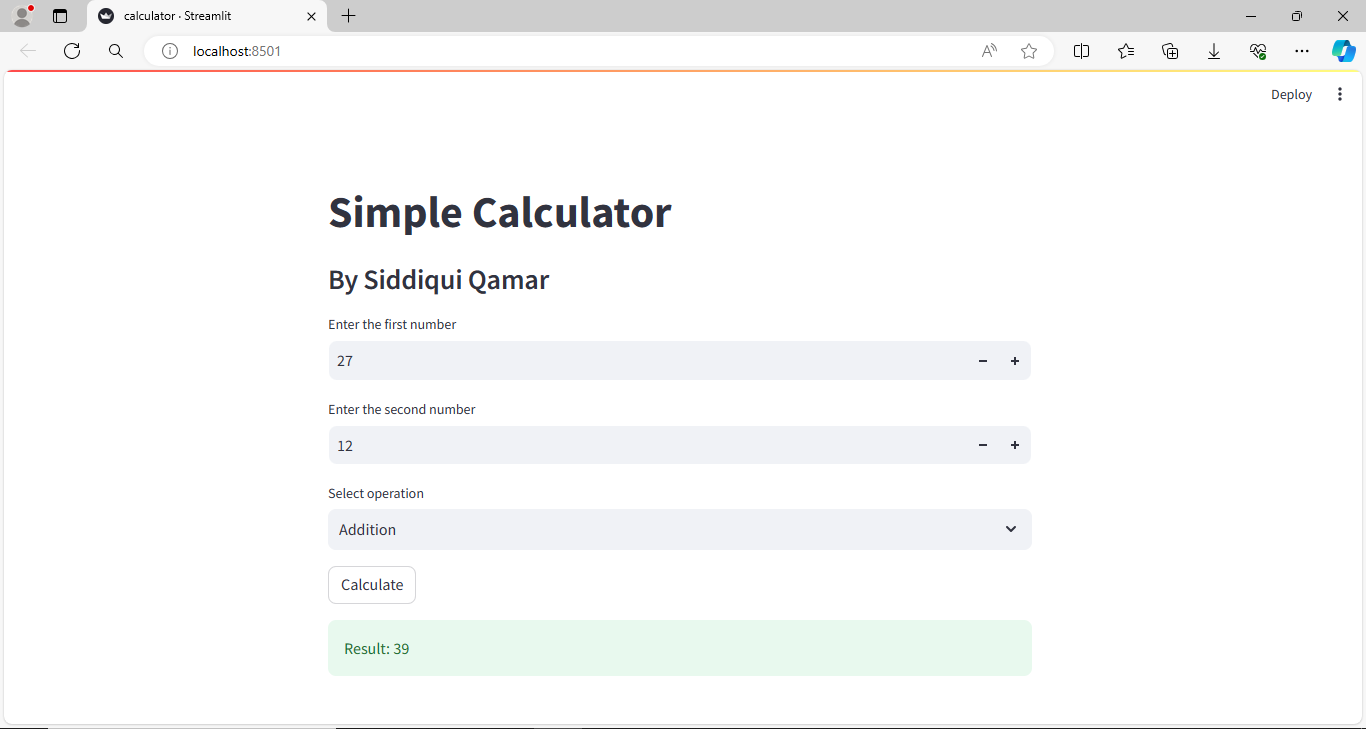 calculator · Streamlit
localhost:8501
Deploy
Simple Calculator
By Siddiqui Qamar
Enter the first number
27
Enter the second number
12
Select operation
Addition
Calculate
Result: 39